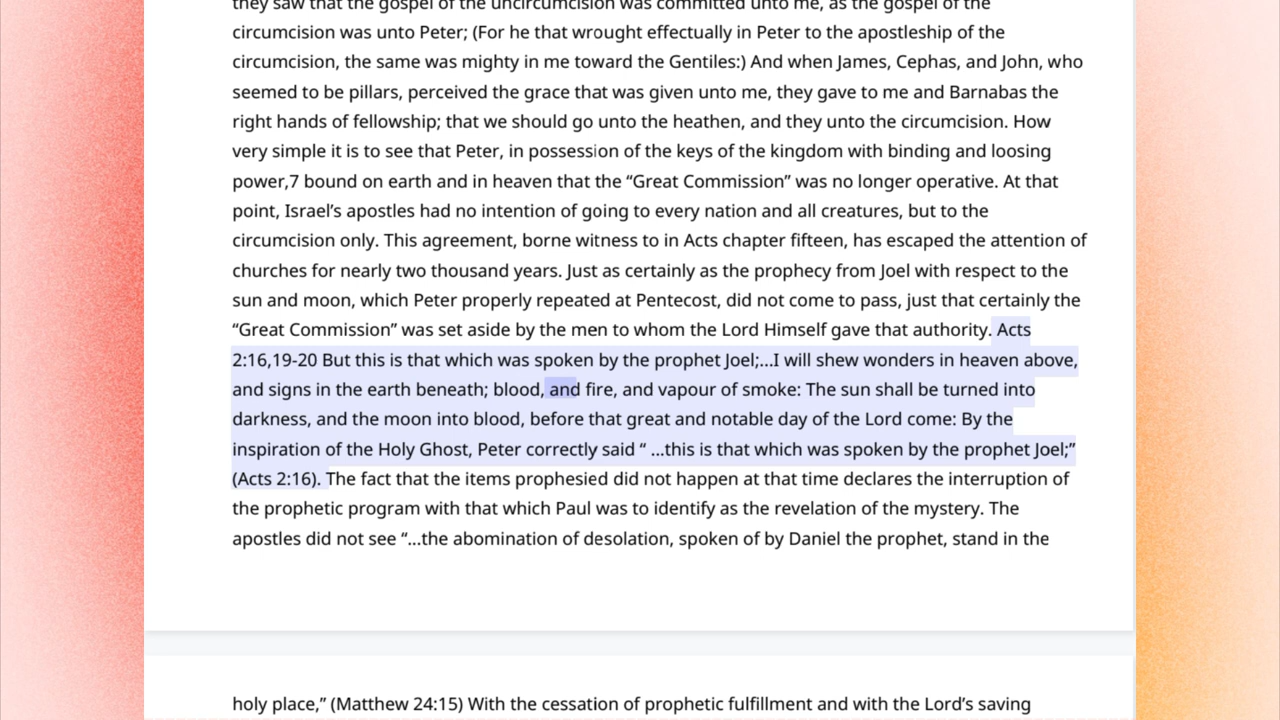 they saw that the gospel of the uncircumcision was committed unto me, as the gospel of the
circumcision was unto Peter; (For he that wrought effectually in Peter to the apostleship of the
circumcision, the same was mighty in me toward the Gentiles:) And when James, Cephas, and John, who
seemed to be pillars, perceived the grace that was given unto me, they gave to me and Barnabas the
right hands of fellowship; that we should go unto the heathen, and they unto the circumcision. How
very simple it is to see that Peter, in possession of the keys of the kingdom with binding and loosing
power,7 bound on earth and in heaven that the “Great Commission” was no longer operative. At that
point, Israel’s apostles had no intention of going to every nation and all creatures, but to the
circumcision only. This agreement, borne witness to in Acts chapter fifteen, has escaped the attention of
churches for nearly two thousand years. Just as certainly as the prophecy from Joel with respect to the
sun and moon, which Peter properly repeated at Pentecost, did not come to pass, just that certainly the
“Great Commission” was set aside by the men to whom the Lord Himself gave that authority. Acts
2:16,19-20 But this is that which was spoken by the prophet Joel;…I will shew wonders in heaven above,
and signs in the earth beneath; blood, and fire, and vapour of smoke: The sun shall be turned into
darkness, and the moon into blood, before that great and notable day of the Lord come: By the
inspiration of the Holy Ghost, Peter correctly said “ …this is that which was spoken by the prophet Joel;”
(Acts 2:16). The fact that the items prophesied did not happen at that time declares the interruption of
the prophetic program with that which Paul was to identify as the revelation of the mystery. The
apostles did not see “…the abomination of desolation, spoken of by Daniel the prophet, stand in the
holy place,” (Matthew 24:15) With the cessation of prophetic fulfillment and with the Lord’s saving